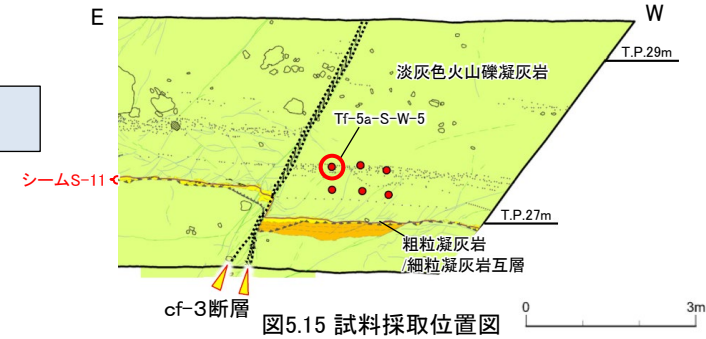 E
W
T.P.29m
淡灰色火山礫凝灰岩
Tf-5a-S-W-5
シームS-11
T.P.27m
粗粒凝灰岩
/細粒凝灰岩互層
cf-3断層
図5.15 試料採取位置図
0
3m